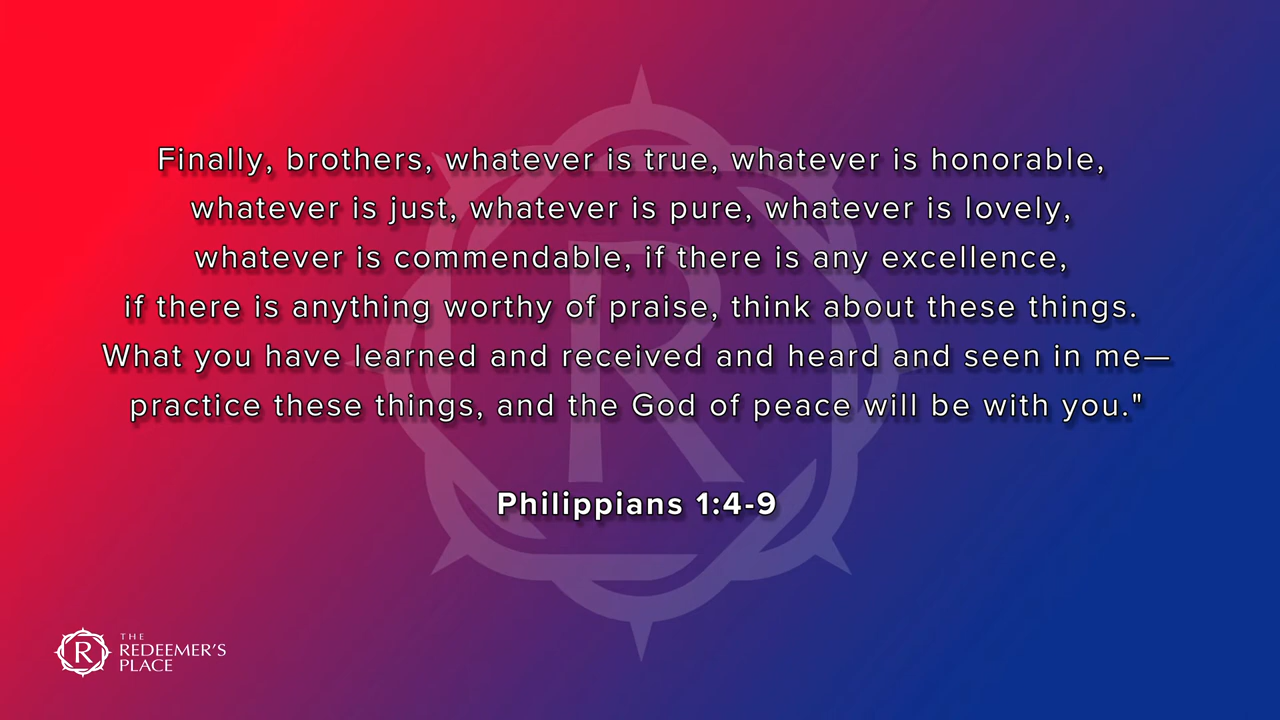 Finally, brothers, whatever is true, whatever is honorable,
whatever is just, whatever is pure, whatever is lovely,
whatever is commendable, if there is any excellence,
if there is anything worthy of praise, think about these things.
What you have learned and received and heard and seen in me—
practice these things, and the God of peace will be with you."
Philippians 1:4-9
R
THE
REDEEMER'S
PLACE